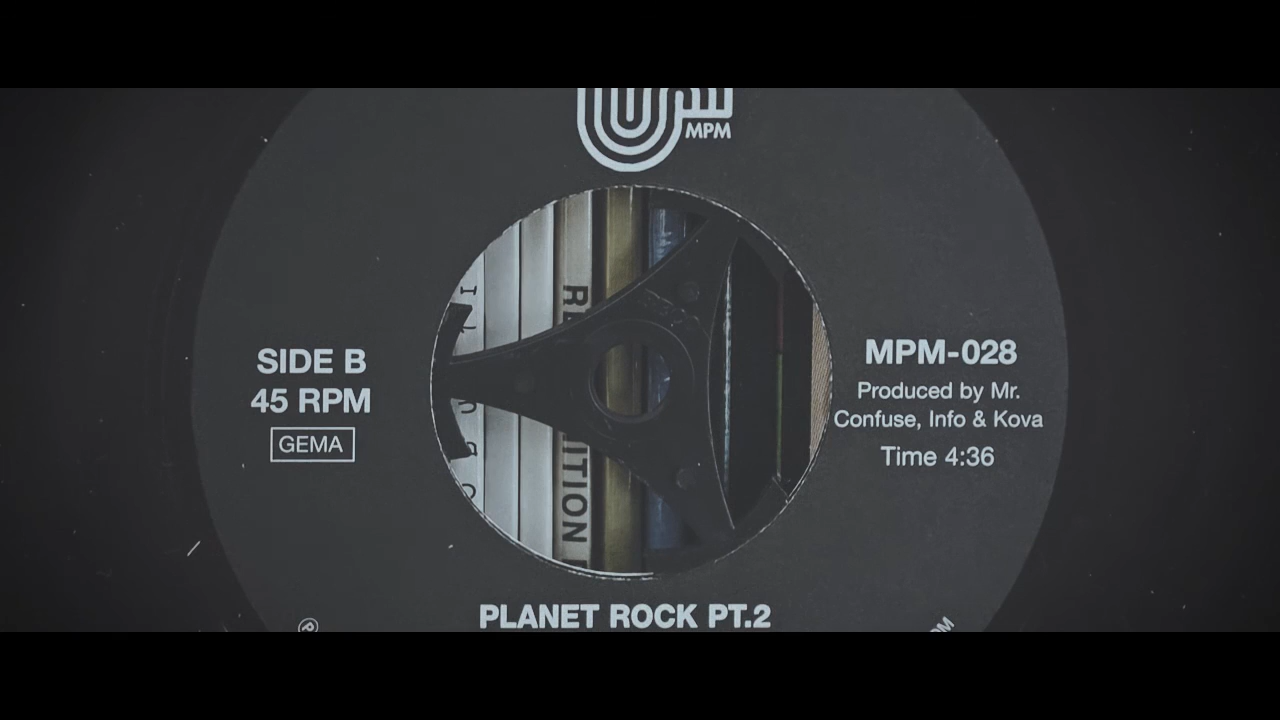 MPM
SIDE B
45 RPM
GEMA
MPM-028
Produced by Mr.
Confuse, Info & Kova
Time 4:36
PLANET ROCK PT.2